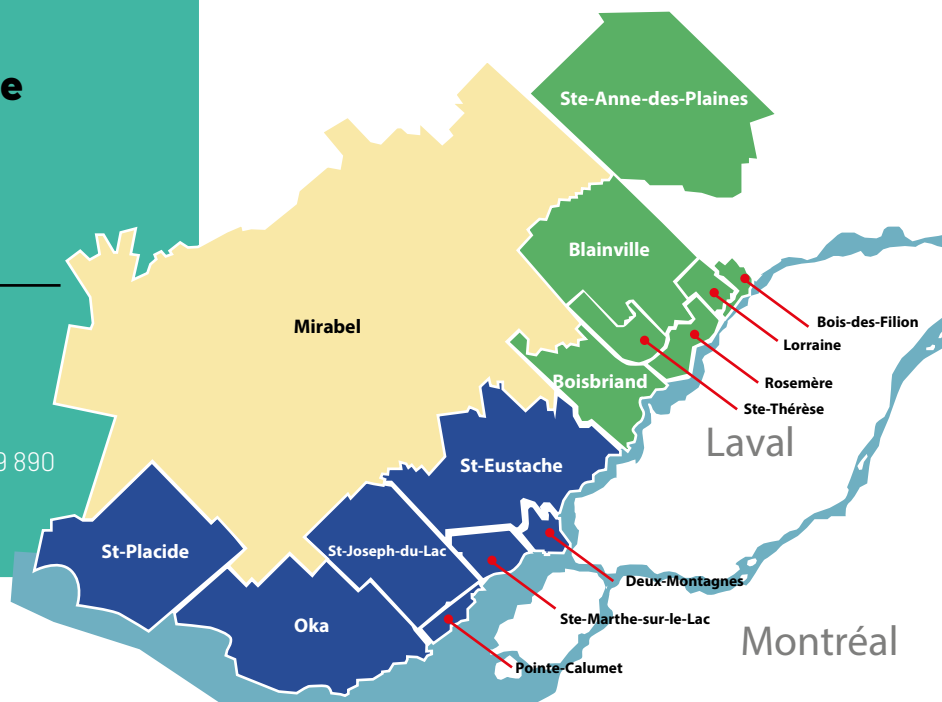 e
Ste-Anne-des-Plaines
Blainville
Mirabel
Bois-des-Filion
Lorraine
Boisbriand
Rosemère
Ste-Thérèse
Laval
9 890
St-Eustache
St-Placide
St-Joseph-du-Lac
Deux-Montagnes
Ste-Marthe-sur-le-Lac
Oka
Montréal
Pointe-Calumet